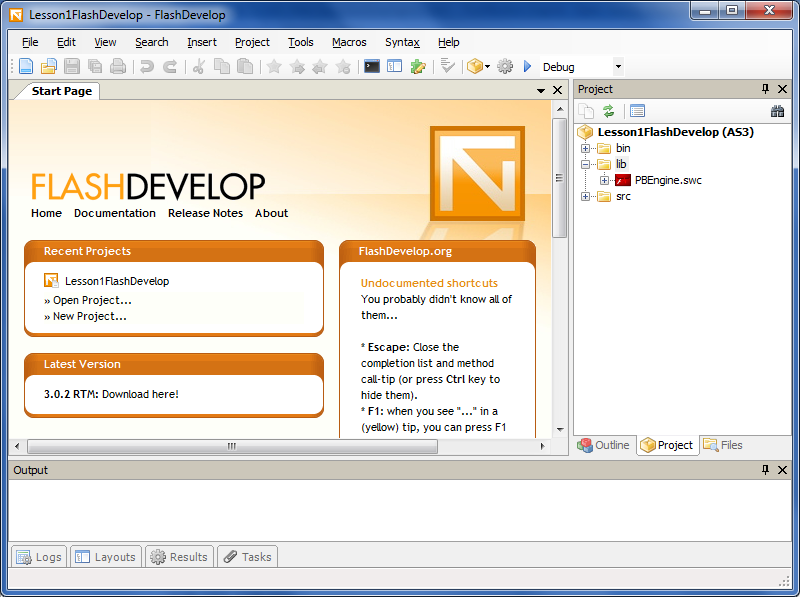 Lesson1FlashDevelop - FlashDevelop
File Edit View Search Insert Project Tools Macros Syntax Help
Debug
Start Page
FLASHDEVELOP
Home Documentation Release Notes About
Recent Projects
Lesson1FlashDevelop
» Open Project...
» New Project...
Latest Version
3.0.2 RTM: Download here!
FlashDevelop.org
Undocumented shortcuts
You probably didn't know all of
them...
* Escape: Close the
completion list and method
call-tip (or press Ctrl key to
hide them).
* F1: when you see "..." in a
(yellow) tip, you can press F1
Project
Lesson1FlashDevelop (AS3)
bin
lib
PBEngine.swc
src
Outline Project Files
Output
Logs Layouts Results Tasks